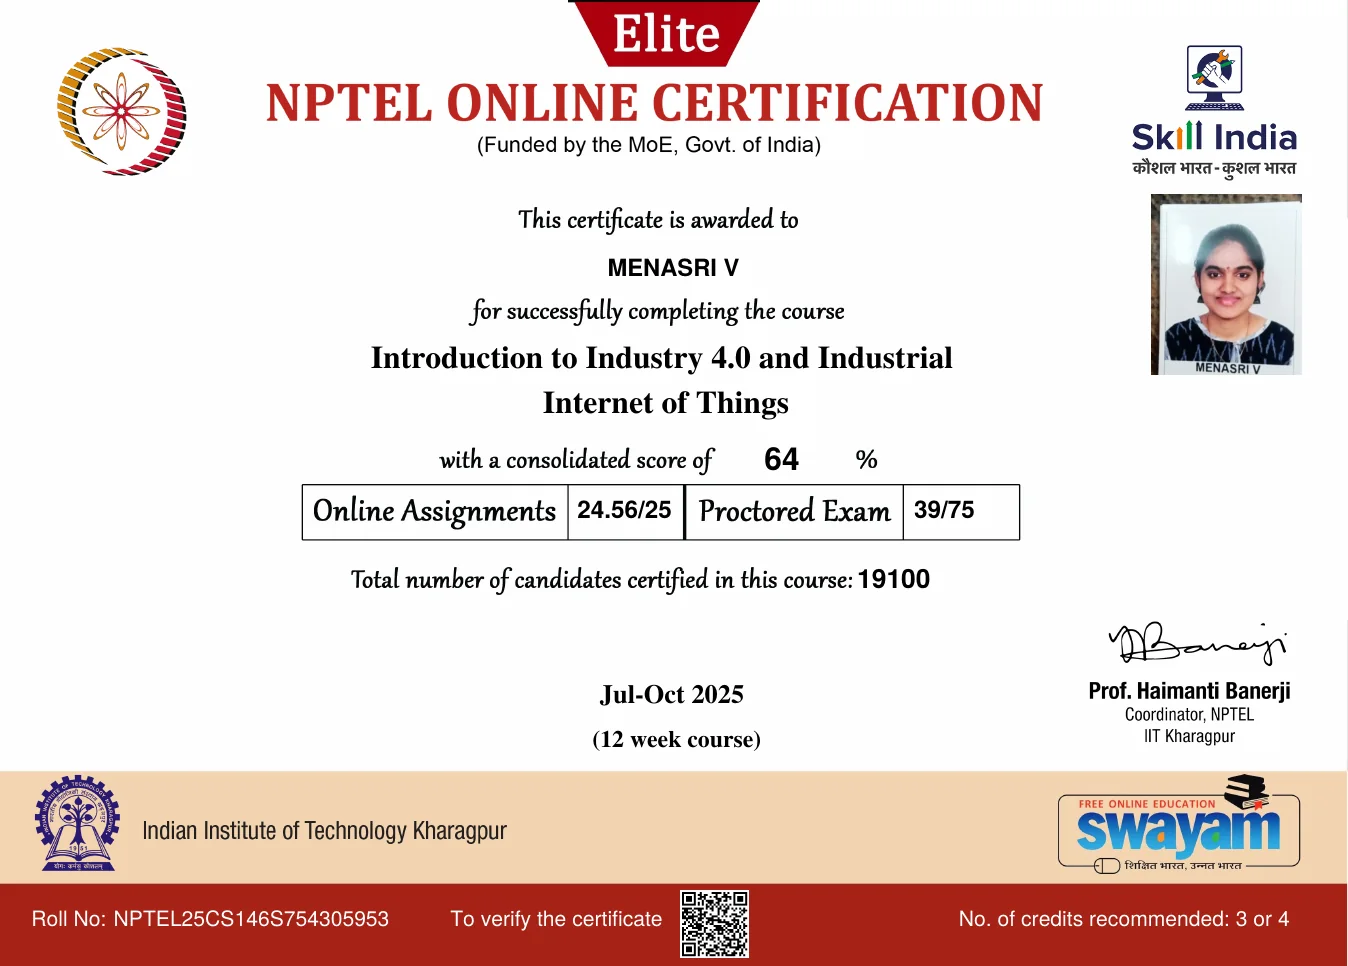 Elite
NPTEL ONLINE CERTIFICATION
(Funded by the MoE, Govt. of India)
Skill India
कौशल भारत - कुशल भारत
This certificate is awarded to
MENASRI V
for successfully completing the course
MENASRI V
Introduction to Industry 4.0 and Industrial
Internet of Things
with a consolidated score of 64 %
Online Assignments 24.56/25 Proctored Exam 39/75
Total number of candidates certified in this course: 19100
Prof. Haimanti Banerji
Coordinator, NPTEL
IIT Kharagpur
Jul-Oct 2025
(12 week course)
Indian Institute of Technology Kharagpur
1951
योगः कर्मसु कौशलम्
FREE ONLINE EDUCATION
swayam
शिक्षित भारत, उन्नत भारत
Roll No: NPTEL25CS146S754305953
To verify the certificate
No. of credits recommended: 3 or 4